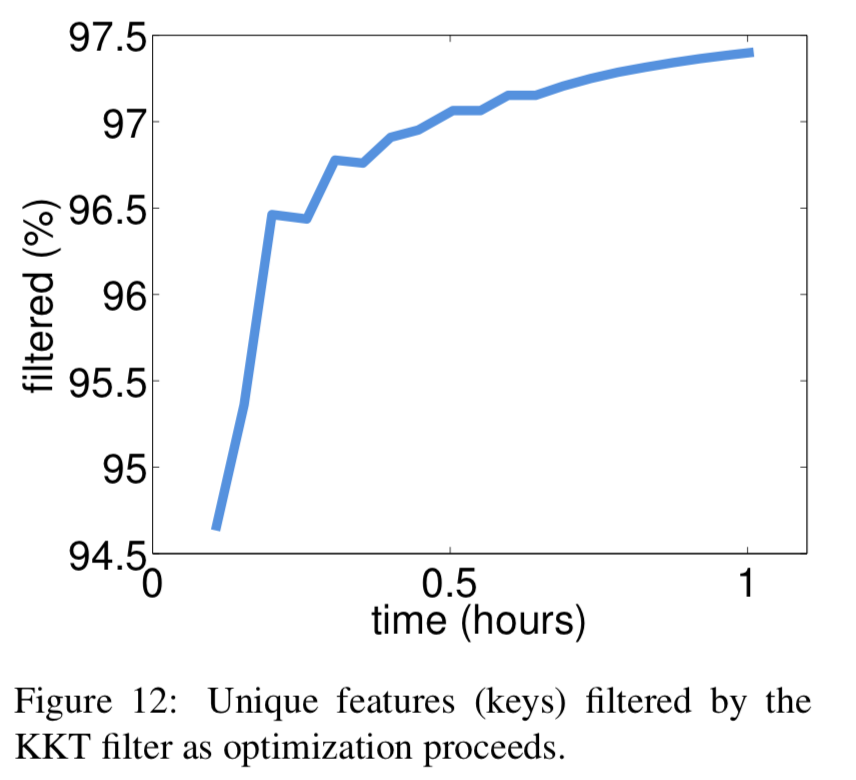 97.5
97
96.5
96
95.5
95
94.5
filtered (%)
0 0.5 1
time (hours)
Figure 12: Unique features (keys) filtered by the
KKT filter as optimization proceeds.